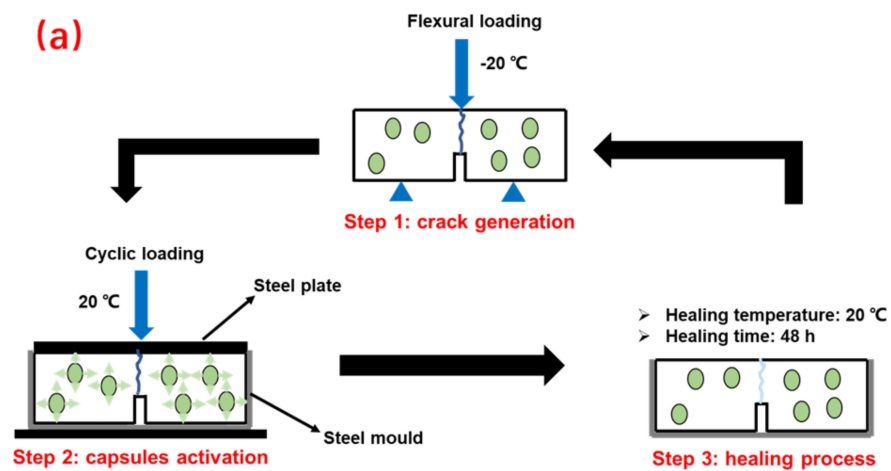 (a)
Flexural loading
-20 ℃
Step 1: crack generation
Cyclic loading
20 ℃
Steel plate
Steel mould
Step 2: capsules activation
➢ Healing temperature: 20 ℃
➢ Healing time: 48 h
Step 3: healing process